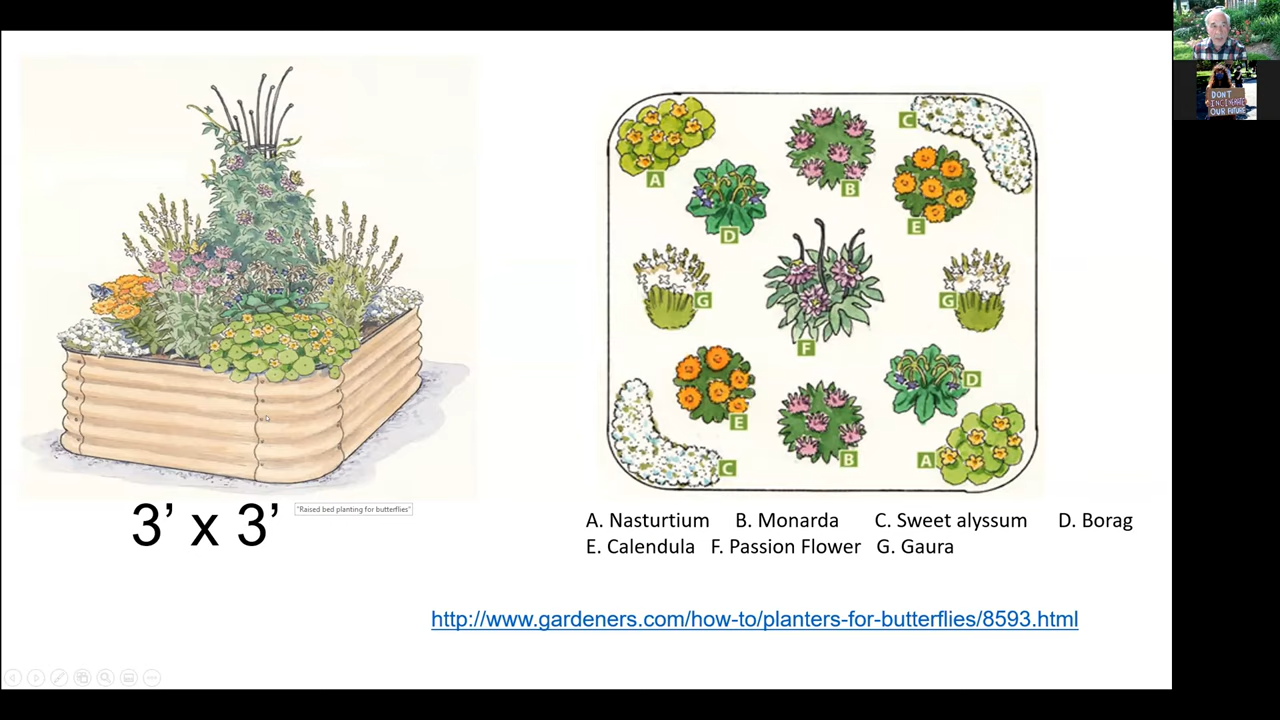 DON'T
INCINERATE
OUR FUTURE
C
A
B
D
E
G
G
F
D
E
B
A
C
3’ x 3’
"Raised bed planting for butterflies"
A. Nasturtium B. Monarda C. Sweet alyssum D. Borag
E. Calendula F. Passion Flower G. Gaura
http://www.gardeners.com/how-to/planters-for-butterflies/8593.html